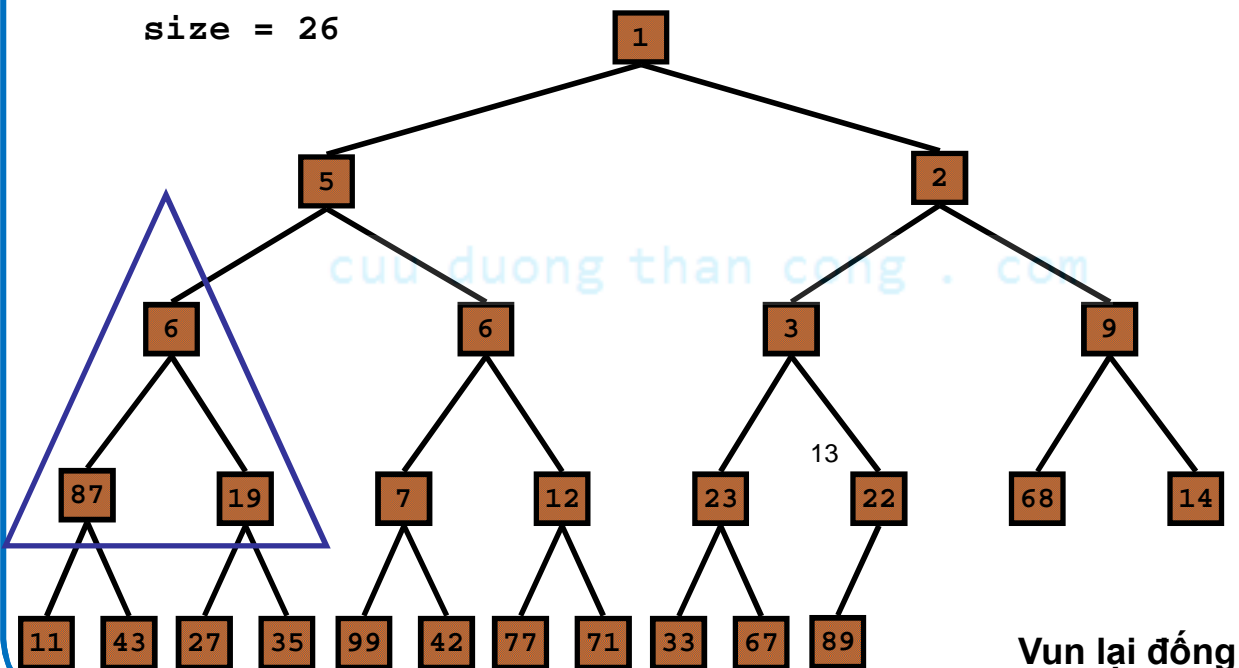 size = 26
1
5 2
cuu duong than cong . com
6 6 3 9
13
87 19 7 12 23 22 68 14
11 43 27 35 99 42 77 71 33 67 89
Vun lại đống